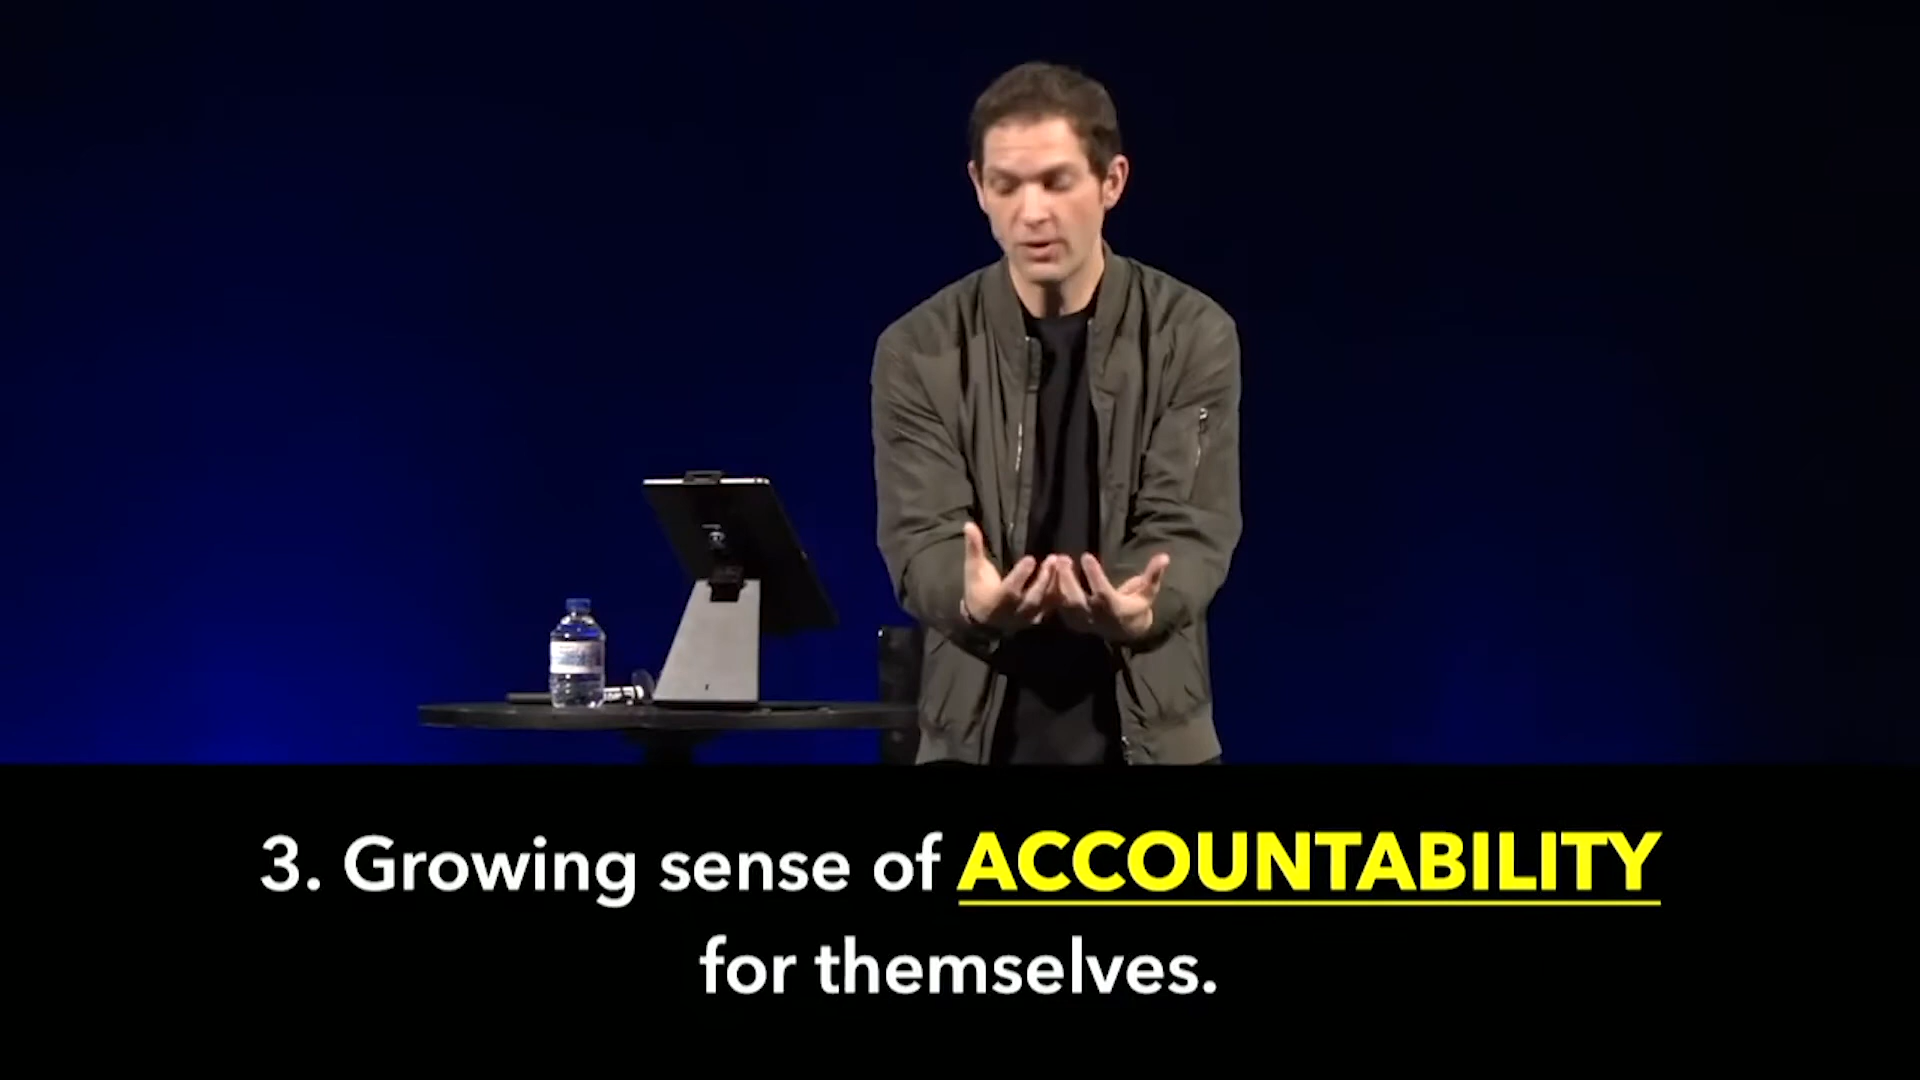 3. Growing sense of ACCOUNTABILITY
for themselves.